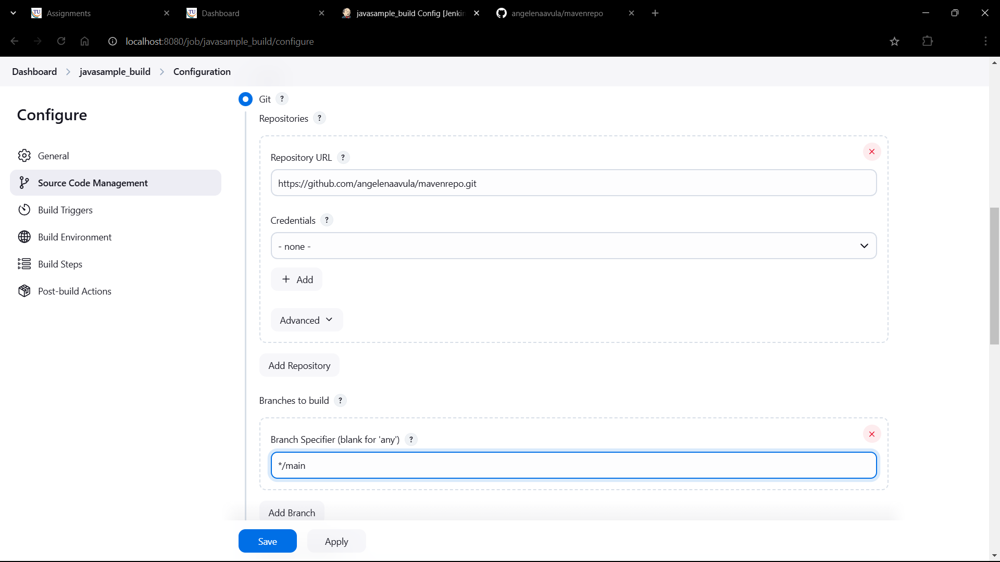 Assignments
Dashboard
javasample_build Config [Jenkin
angelenaavula/mavenrepo
localhost:8080/job/javasample_build/configure
Dashboard > javasample_build > Configuration
Configure
General
Source Code Management
Build Triggers
Build Environment
Build Steps
Post-build Actions
Git ?
Repositories ?
Repository URL ?
https://github.com/angelenaavula/mavenrepo.git
Credentials ?
- none -
+ Add
Advanced
Add Repository
Branches to build ?
Branch Specifier (blank for 'any') ?
*/main
Add Branch
Save
Apply